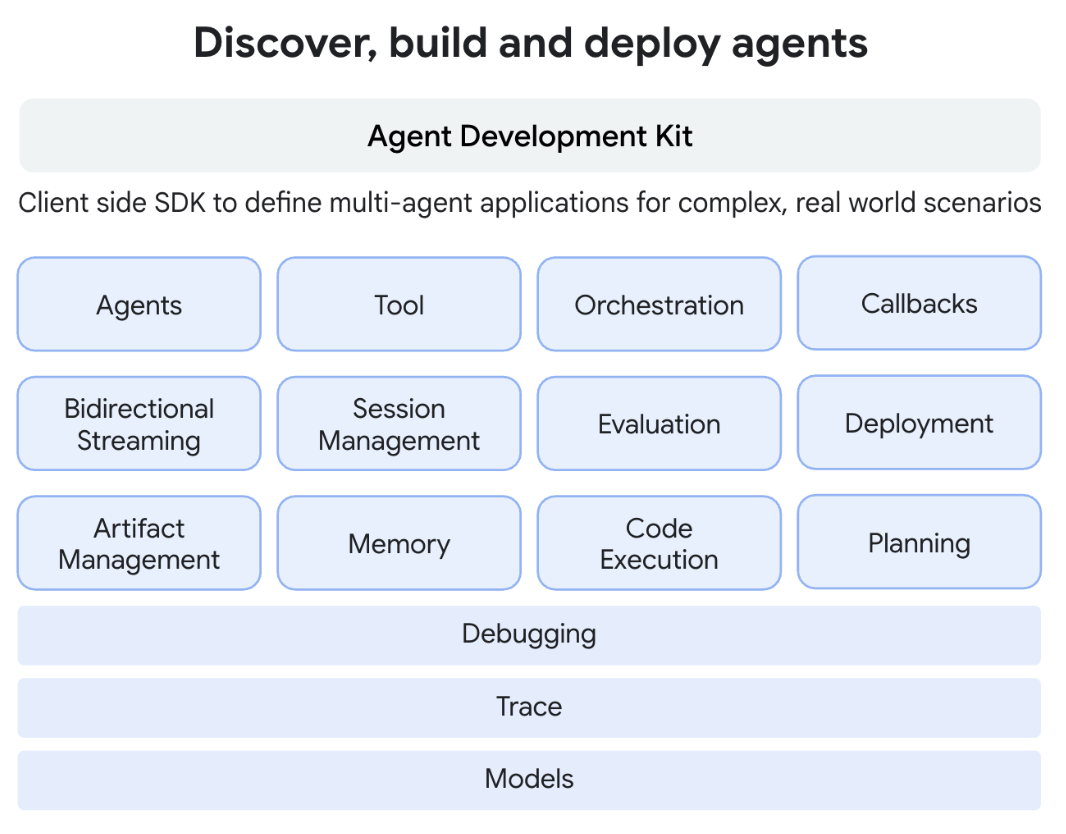 Discover, build and deploy agents
Agent Development Kit
Client side SDK to define multi-agent applications for complex, real world scenarios
Agents
Tool
Orchestration
Callbacks
Bidirectional
Streaming
Session
Management
Evaluation
Deployment
Artifact
Management
Memory
Code
Execution
Planning
Debugging
Trace
Models